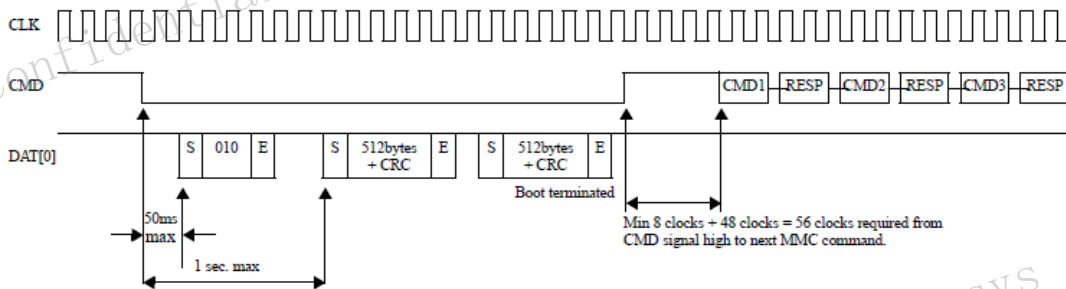 CLK
confidential
CMD
CMD1 RESP CMD2 RESP CMD3 RESP
DAT[0]
S 010 E S 512bytes + CRC E S 512bytes + CRC E
Boot terminated
50ms
max
1 sec. max
Min 8 clocks + 48 clocks = 56 clocks required from
CMD signal high to next MMC command.